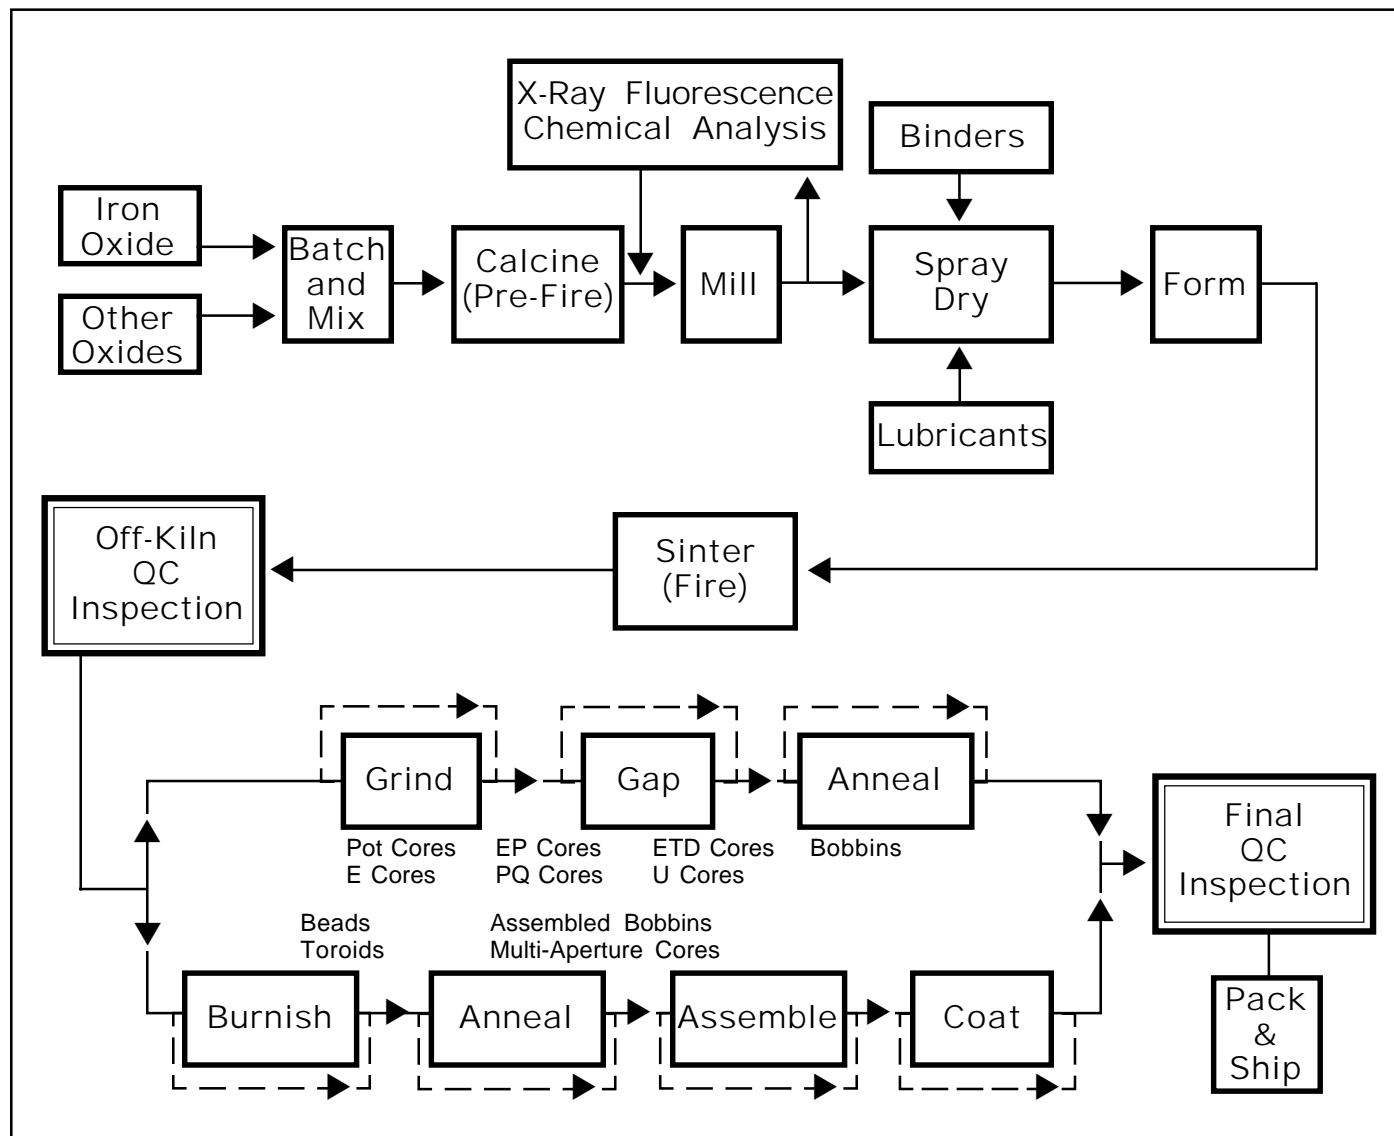 X-Ray Fluorescence
Chemical Analysis
Binders
Iron
Oxide
Other
Oxides
Batch
and
Mix
Calcine
(Pre-Fire)
Mill
Spray
Dry
Form
Lubricants
Off-Kiln
QC
Inspection
Sinter
(Fire)
Grind
Gap
Anneal
Pot Cores
E Cores
EP Cores
PQ Cores
ETD Cores
U Cores
Bobbins
Final
QC
Inspection
Beads
Toroids
Assembled Bobbins
Multi-Aperture Cores
Burnish
Anneal
Assemble
Coat
Pack
&
Ship